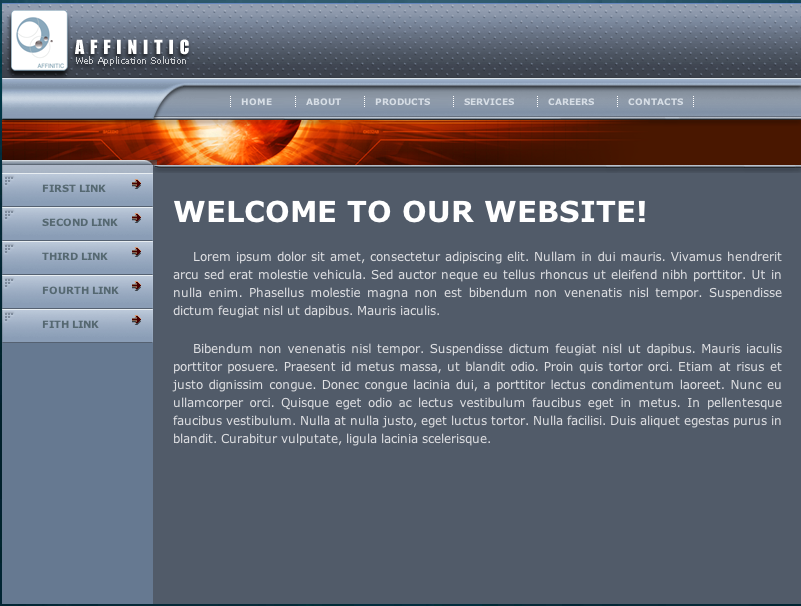 AFFINITIC
AFFINITIC
Web Application Solution
HOME ABOUT PRODUCTS SERVICES CAREERS CONTACTS
FIRST LINK
SECOND LINK
THIRD LINK
FOURTH LINK
FITH LINK
WELCOME TO OUR WEBSITE!
Lorem ipsum dolor sit amet, consectetur adipiscing elit. Nullam in dui mauris. Vivamus hendrerit
arcu sed erat molestie vehicula. Sed auctor neque eu tellus rhoncus ut eleifend nibh porttitor. Ut in
nulla enim. Phasellus molestie magna non est bibendum non venenatis nisl tempor. Suspendisse
dictum feugiat nisl ut dapibus. Mauris iaculis.
Bibendum non venenatis nisl tempor. Suspendisse dictum feugiat nisl ut dapibus. Mauris iaculis
porttitor posuere. Praesent id metus massa, ut blandit odio. Proin quis tortor orci. Etiam at risus et
justo dignissim congue. Donec congue lacinia dui, a porttitor lectus condimentum laoreet. Nunc eu
ullamcorper orci. Quisque eget odio ac lectus vestibulum faucibus eget in metus. In pellentesque
faucibus vestibulum. Nulla at nulla justo, eget luctus tortor. Nulla facilisi. Duis aliquet egestas purus in
blandit. Curabitur vulputate, ligula lacinia scelerisque.